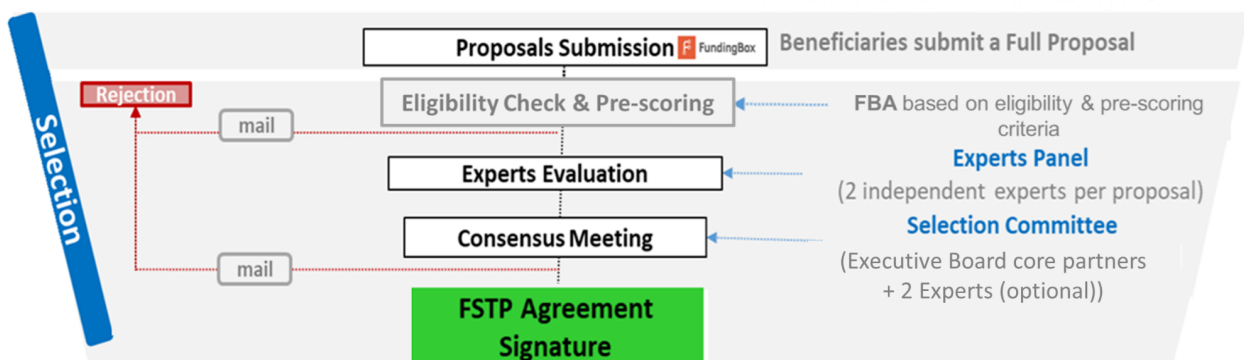 Proposals Submission FundingBox
Beneficiaries submit a Full Proposal
Rejection
Eligibility Check & Pre-scoring
FBA based on eligibility & pre-scoring
criteria
mail
Selection
Experts Evaluation
Experts Panel
(2 independent experts per proposal)
Consensus Meeting
Selection Committee
(Executive Board core partners
+ 2 Experts (optional))
mail
FSTP Agreement
Signature